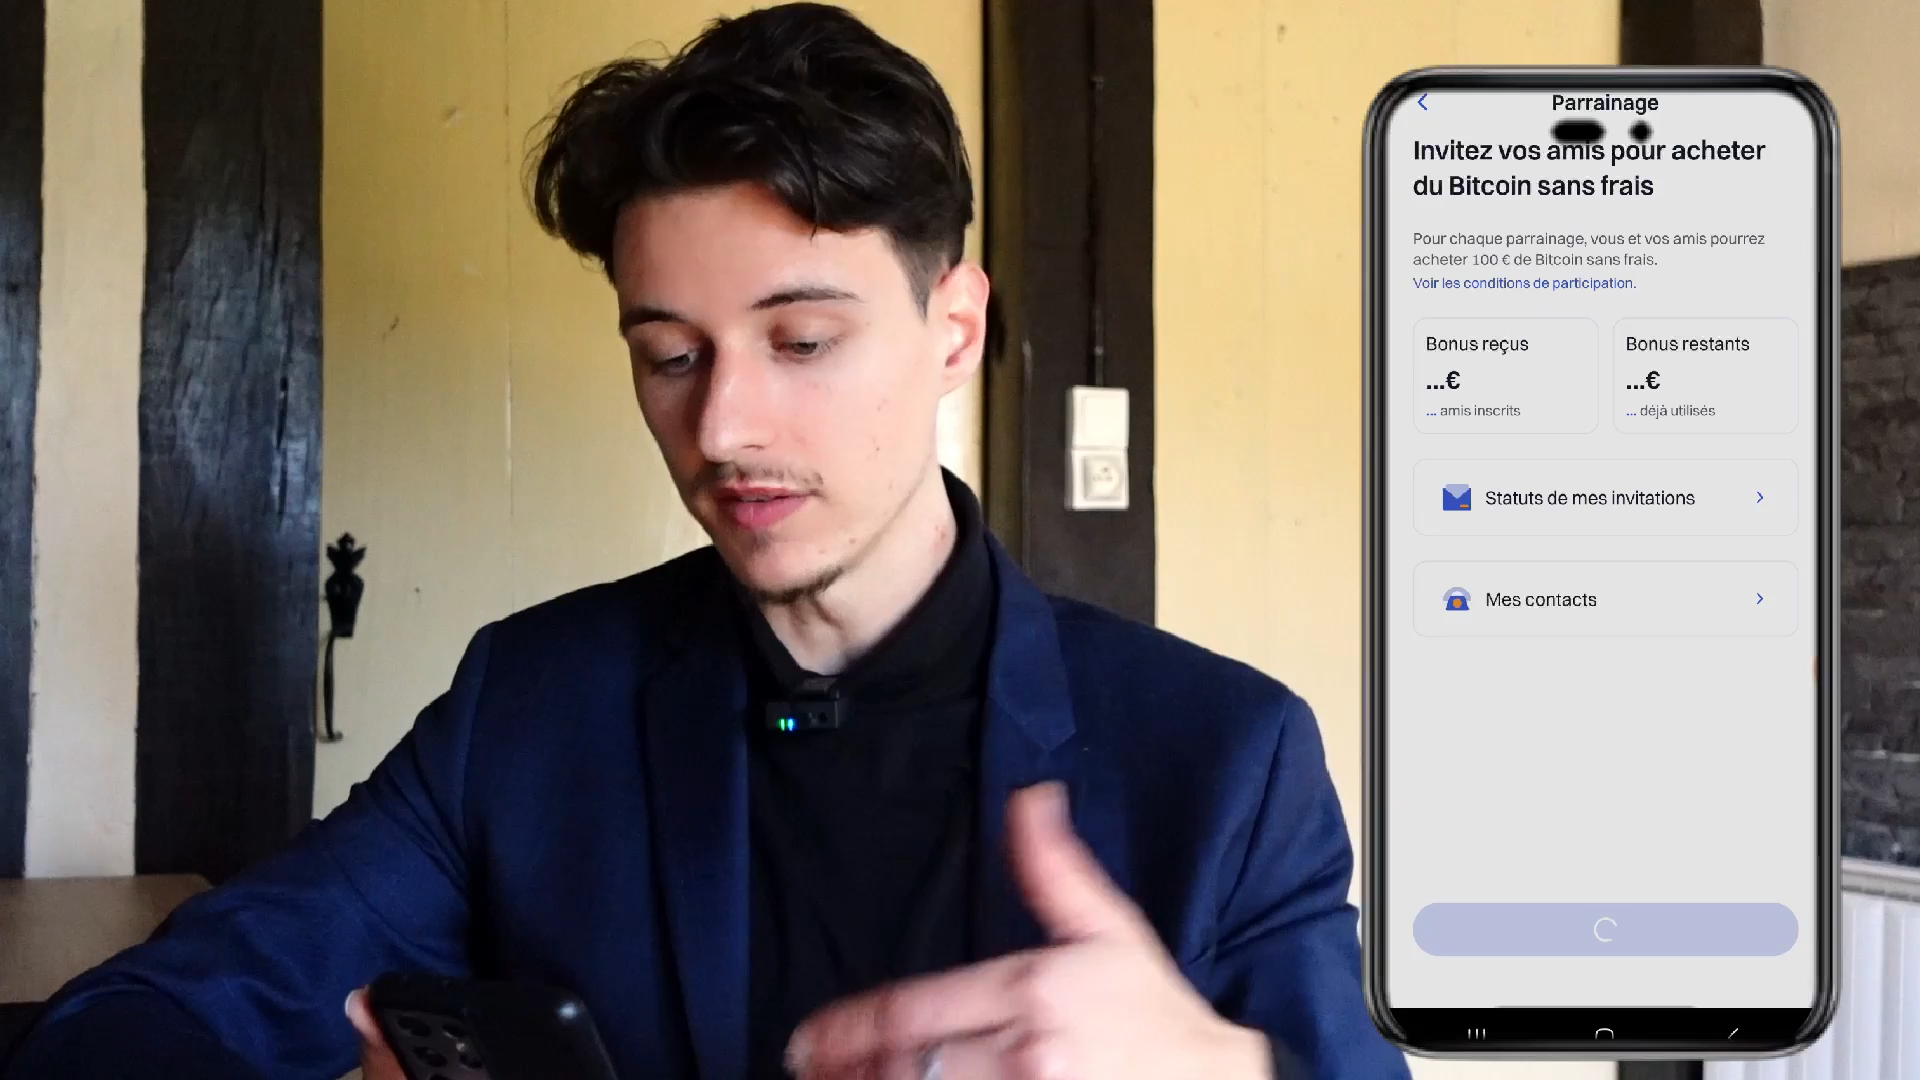 Parrainage
Invitez vos amis pour acheter
du Bitcoin sans frais
Pour chaque parrainage, vous et vos amis pourrez
acheter 100 € de Bitcoin sans frais.
Voir les conditions de participation.
Bonus reçus
...€
... amis inscrits
Bonus restants
...€
... déjà utilisés
Statuts de mes invitations
Mes contacts